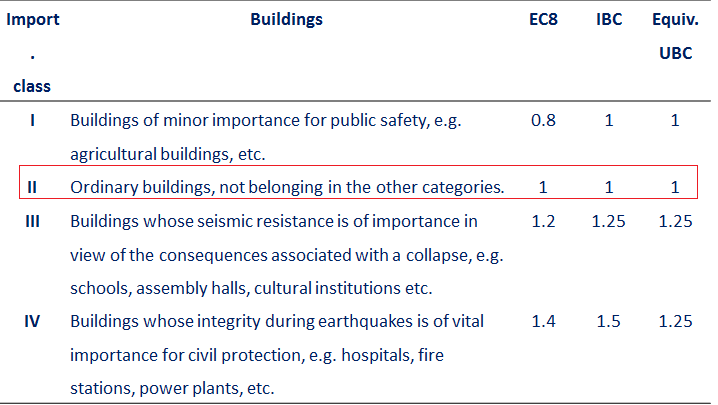 Import Buildings EC8 IBC Equiv.
. UBC
class
I Buildings of minor importance for public safety, e.g. 0.8 1 1
agricultural buildings, etc.
II Ordinary buildings, not belonging in the other categories. 1 1 1
III Buildings whose seismic resistance is of importance in 1.2 1.25 1.25
view of the consequences associated with a collapse, e.g.
schools, assembly halls, cultural institutions etc.
IV Buildings whose integrity during earthquakes is of vital 1.4 1.5 1.25
importance for civil protection, e.g. hospitals, fire
stations, power plants, etc.